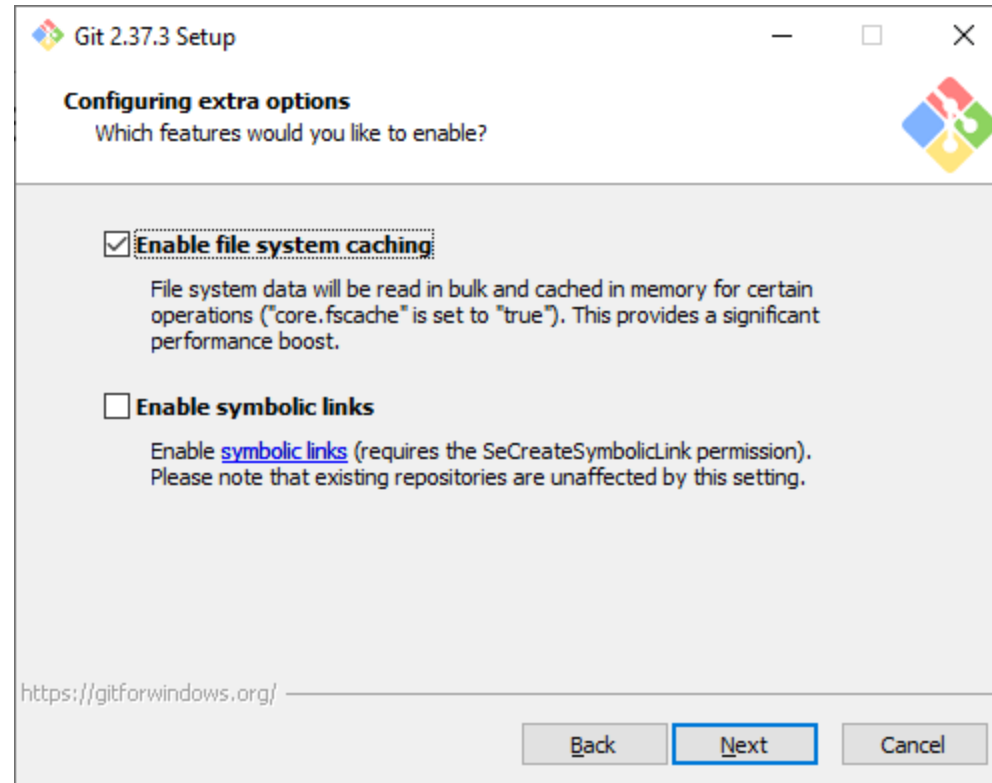 Git 2.37.3 Setup
Configuring extra options
Which features would you like to enable?
Enable file system caching
File system data will be read in bulk and cached in memory for certain
operations ("core.fscache" is set to "true"). This provides a significant
performance boost.
Enable symbolic links
Enable symbolic links (requires the SeCreateSymbolicLink permission).
Please note that existing repositories are unaffected by this setting.
https://gitforwindows.org/
Back
Next
Cancel